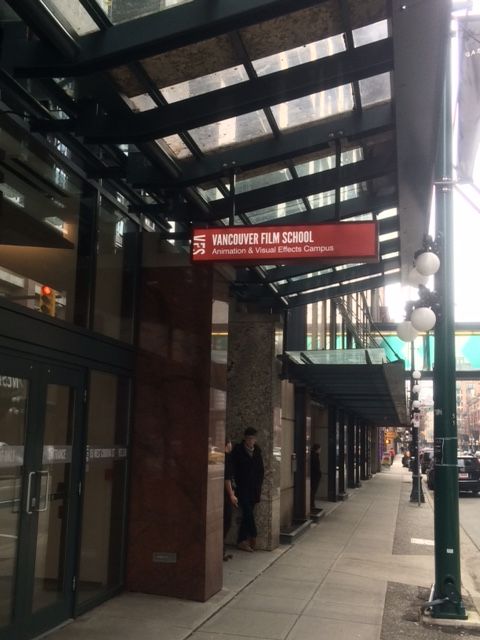 VFS
VANCOUVER FILM SCHOOL
Animation & Visual Effects Campus